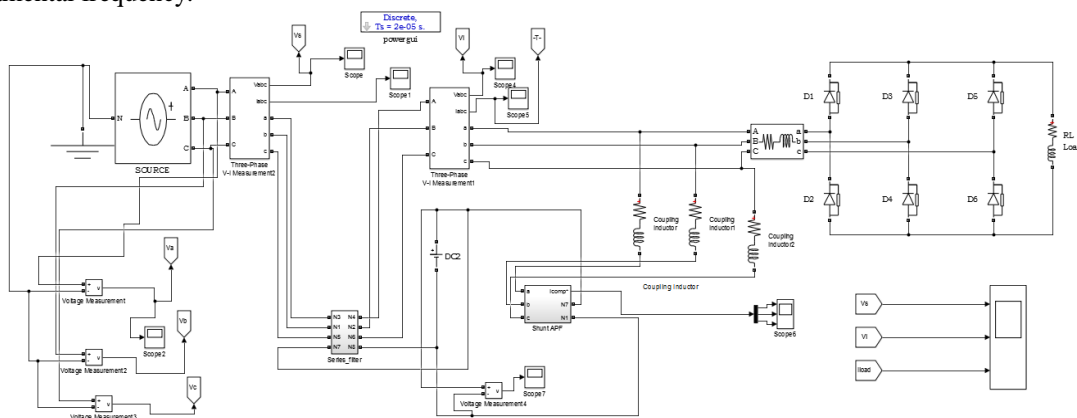 mental frequency.
Discrete,
Ts = 2e-05 s.
powergui
Vs
Scope
Scope1
Vl
-T-
Scope4
Scope5
N
A
B
C
SOURCE
A
B
C
Vabc
Iabc
a
b
c
Three-Phase
V-I Measurement2
A
B
C
Vabc
Iabc
a
b
c
Three-Phase
V-I Measurement1
A
B
C
a
b
c
D1
D3
D5
D2
D4
D6
RL
Loa
Coupling
Inductor
Coupling
Inductor1
Coupling
Inductor2
Coupling Inductor
DC2
Va
Vb
Vc
+
-
v
Voltage Measurement
Scope2
+
-
v
Voltage Measurement2
+
-
v
Voltage Measurement3
N3
N1
N5
N7
N4
N2
N6
N8
Series_filter
a
b
c
Icomp*
N7
N1
Shunt APF
Scope6
+
-
v
Voltage Measurement4
Scope7
Vs
Vl
Iload